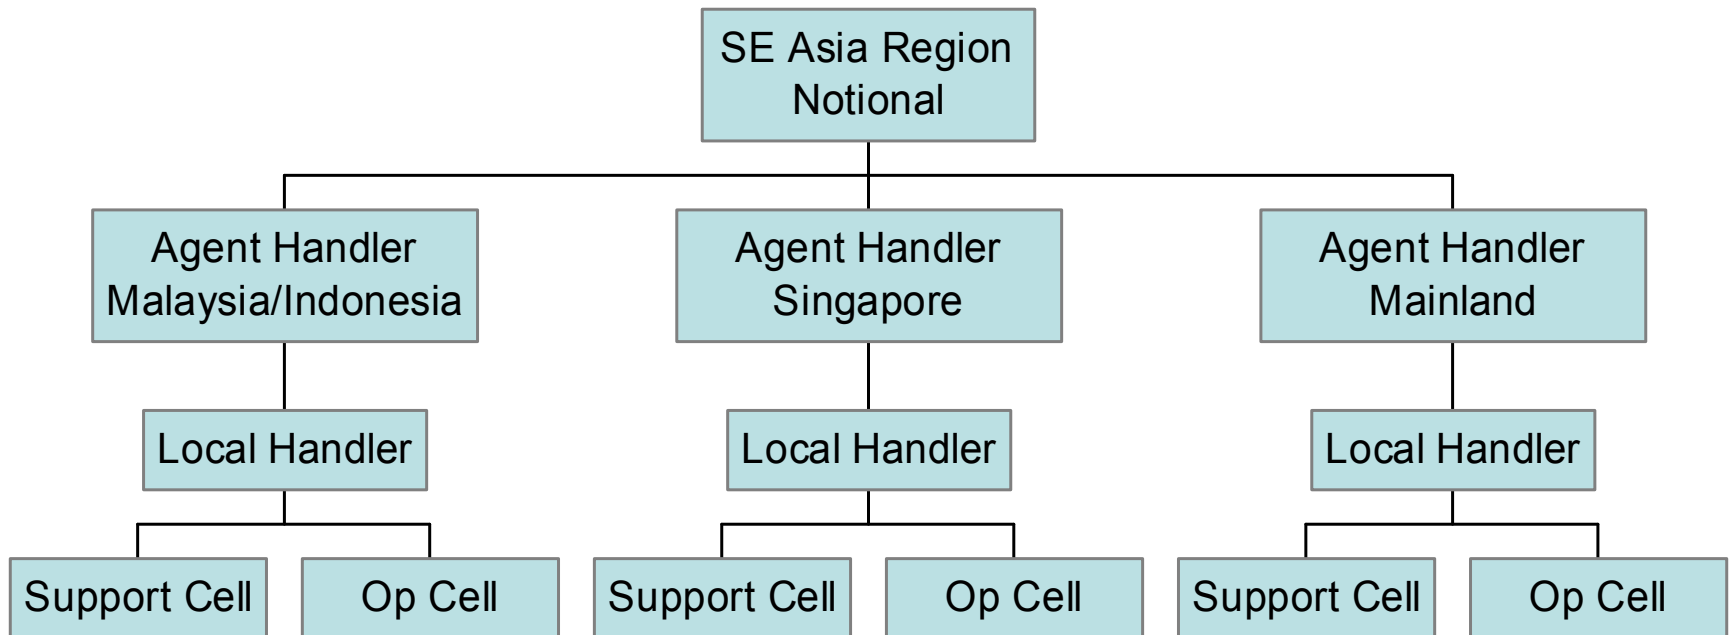 SE Asia Region
Notional
Agent Handler
Malaysia/Indonesia
Agent Handler
Singapore
Agent Handler
Mainland
Local Handler
Local Handler
Local Handler
Support Cell
Op Cell
Support Cell
Op Cell
Support Cell
Op Cell